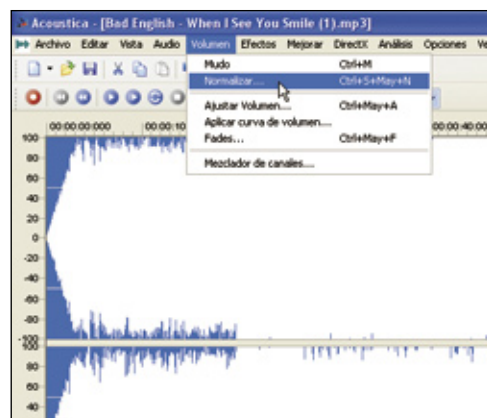 Acoustica - [Bad English - When I See You Smile (1).mp3]
Archivo Editar Vista Audio Volumen Efectos Mejorar DirectX Análisis Opciones
Mudo Ctrl+M
Normalizar... Ctrl+S+May+N
Ajustar Volumen... Ctrl+May+A
Aplicar curva de volumen...
Fades... Ctrl+May+F
Mezclador de canales...
00:00:00:000 00:00:10 00:00:40:00
100
80
60
40
20
0
-20
-40
-60
-80
-100
100
80
60
40